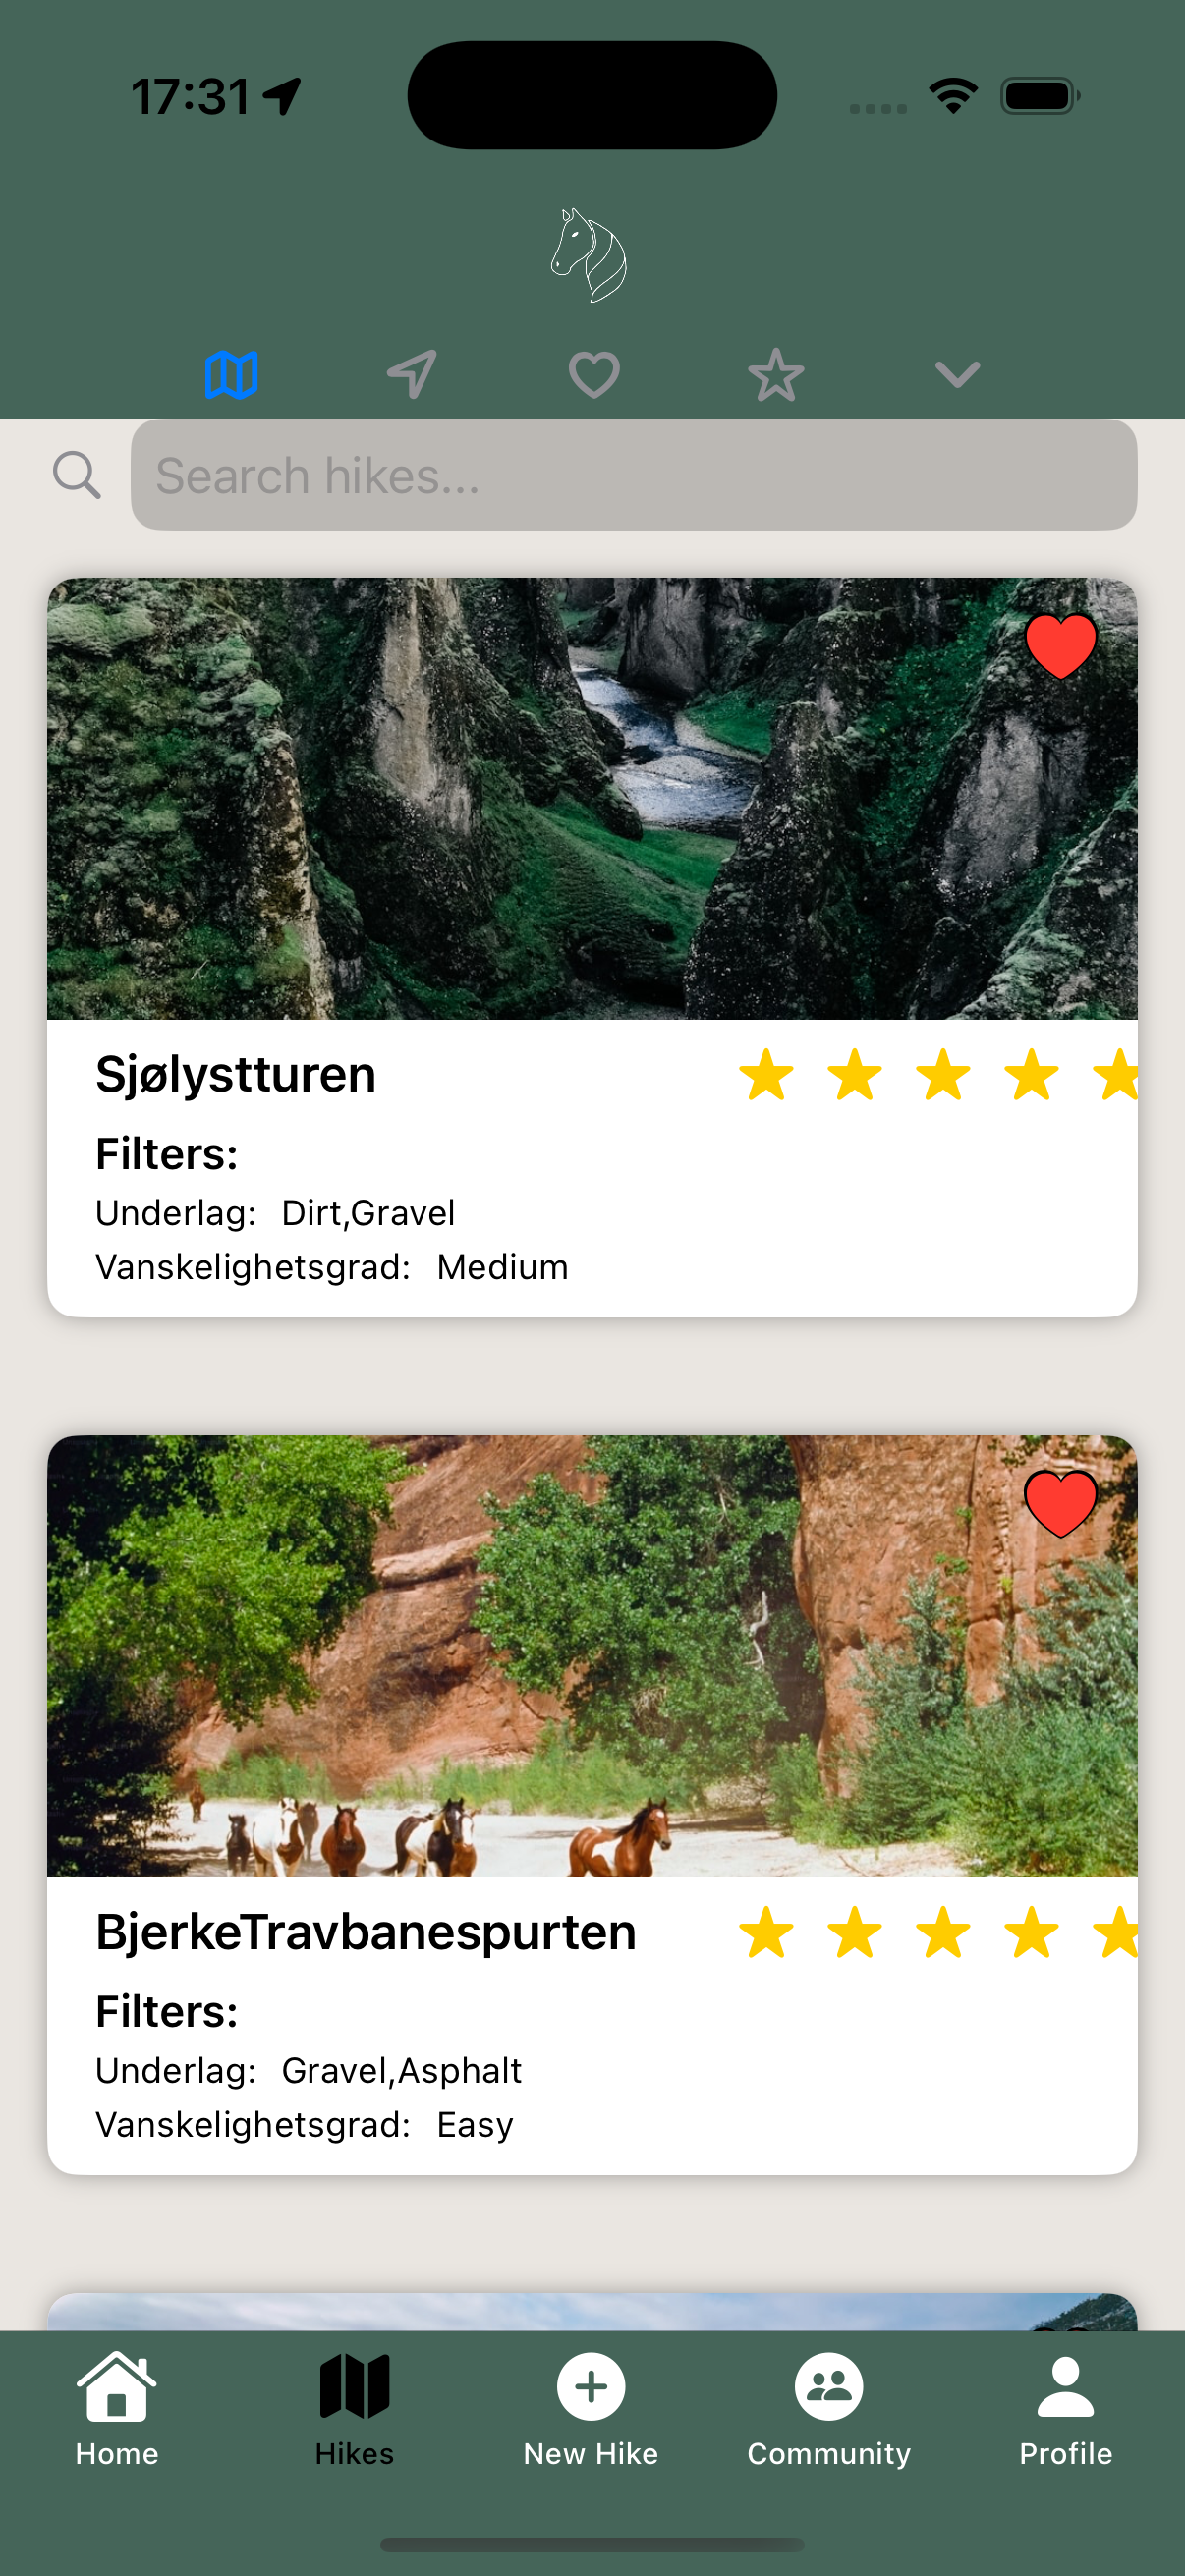 17:31
Search hikes...
Sjølystturen
Filters:
Underlag: Dirt,Gravel
Vanskelighetsgrad: Medium
BjerkeTravbanespurten
Filters:
Underlag: Gravel,Asphalt
Vanskelighetsgrad: Easy
Home Hikes New Hike Community Profile